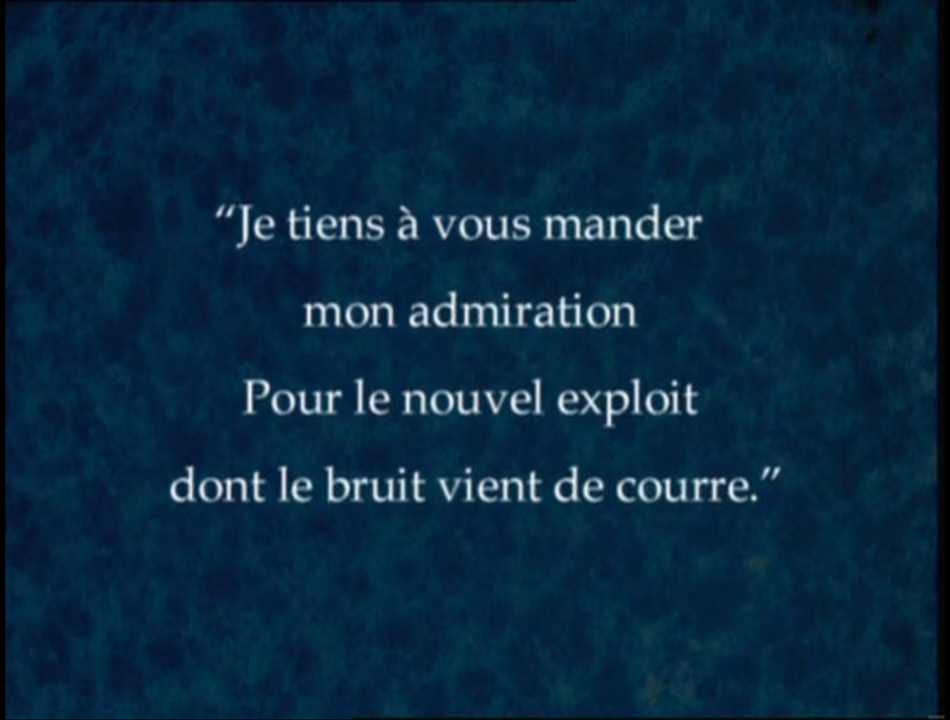 “Je tiens à vous mander
mon admiration
Pour le nouvel exploit
dont le bruit vient de courre.”